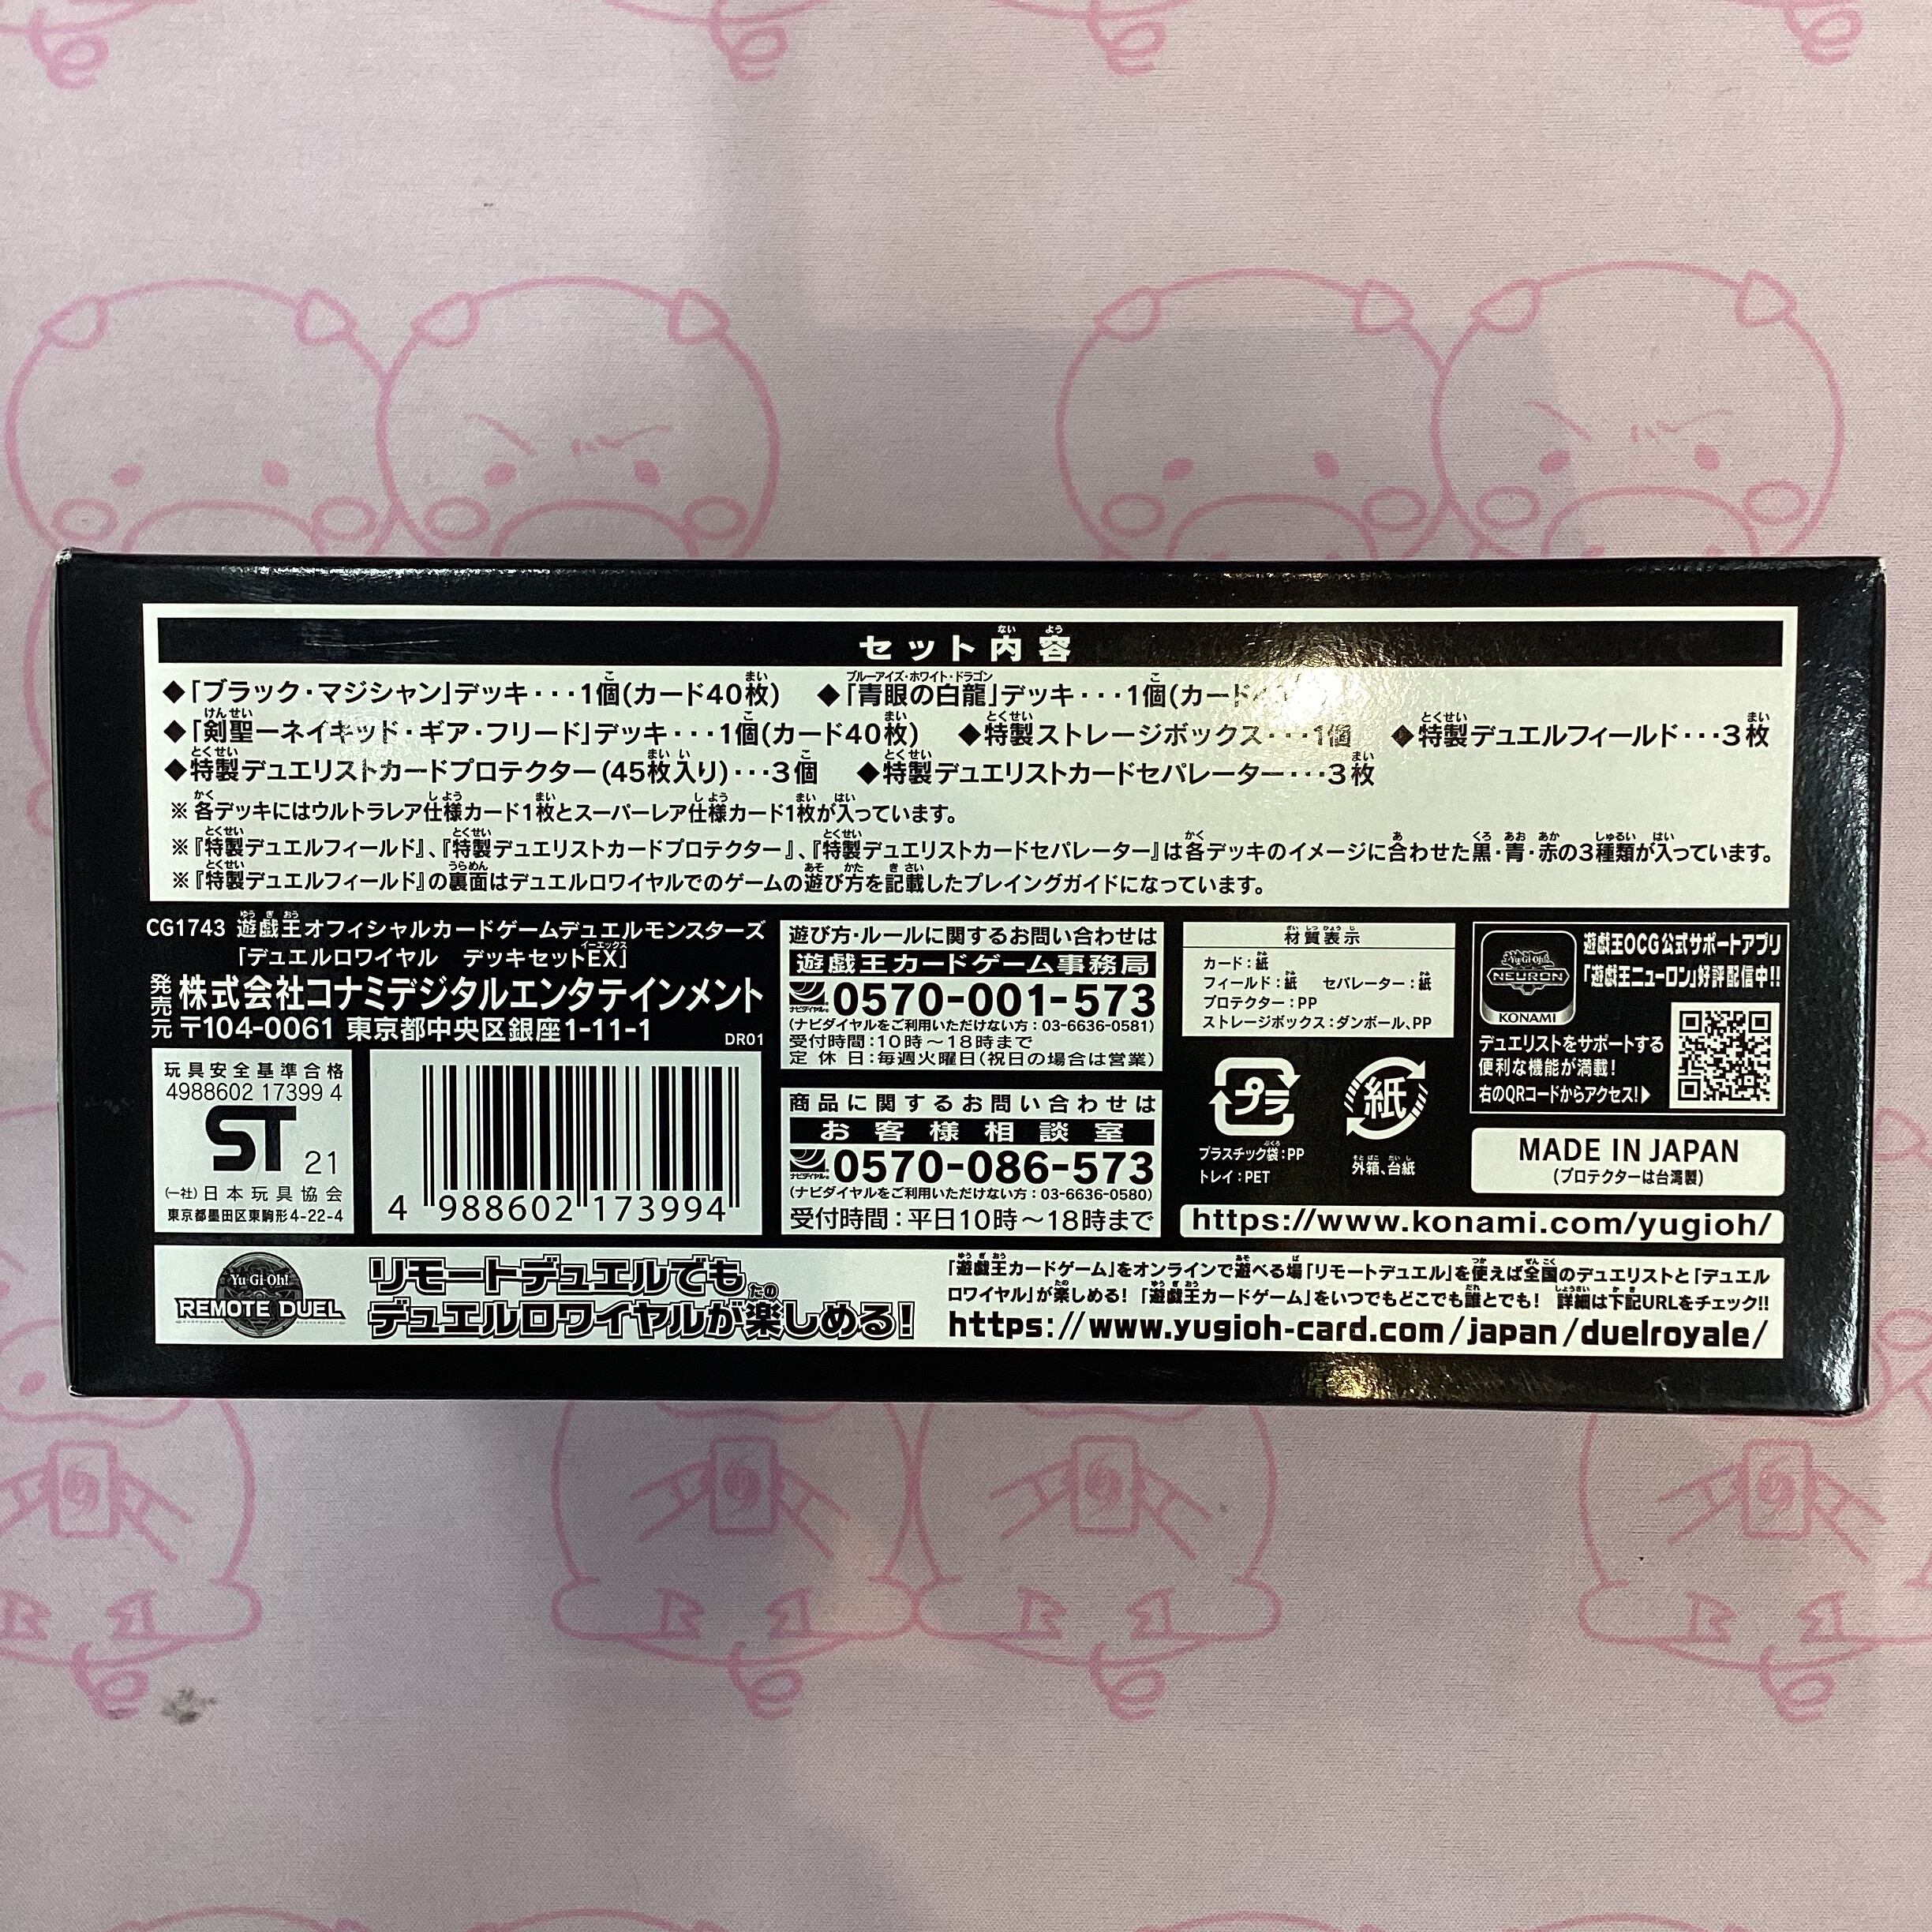 セット内容
◆「ブラック・マジシャン」デッキ・・・1個(カード40枚) ◆「青眼の白龍」デッキ・・・1個(カード
◆「剣聖－ネイキッド・ギア・フリード」デッキ・・・1個(カード40枚) ◆特製ストレージボックス・・・1個 ◆特製デュエルフィールド・・・3枚
◆特製デュエリストカードプロテクター(45枚入り)・・・3個 ◆特製デュエリストカードセパレーター・・・3枚
※各デッキにはウルトラレア仕様カード1枚とスーパーレア仕様カード1枚が入っています。
※『特製デュエルフィールド』、『特製デュエリストカードプロテクター』、『特製デュエリストカードセパレーター』は各デッキのイメージに合わせた黒・青・赤の3種類が入っています。
※『特製デュエルフィールド』の裏面はデュエルロワイヤルでのゲームの遊び方を記載したプレイングガイドになっています。
CG1743 遊戯王オフィシャルカードゲームデュエルモンスターズ
「デュエルロワイヤル デッキセットEX」
発売元 株式会社コナミデジタルエンタテインメント
〒104-0061 東京都中央区銀座1-11-1
DR01
玩具安全基準合格
4988602 17399 4
ST 21
(一社)日本玩具協会
東京都墨田区東駒形4-22-4
4 988602 173994
遊び方・ルールに関するお問い合わせは
遊戯王カードゲーム事務局
ナビダイヤル 0570-001-573
(ナビダイヤルをご利用いただけない方：03-6636-0581)
受付時間：10時～18時まで
定休日：毎週火曜日(祝日の場合は営業)
商品に関するお問い合わせは
お客様相談室
ナビダイヤル 0570-086-573
(ナビダイヤルをご利用いただけない方：03-6636-0580)
受付時間：平日10時～18時まで
材質表示
カード：紙
フィールド：紙 セパレーター：紙
プロテクター：PP
ストレージボックス：ダンボール、PP
プラ
プラスチック袋：PP
トレイ：PET
紙
外箱、台紙
Yu-Gi-Oh!
NEURON
KONAMI
遊戯王OCG公式サポートアプリ
「遊戯王ニューロン」好評配信中!!
デュエリストをサポートする
便利な機能が満載!
右のQRコードからアクセス!▶
MADE IN JAPAN
(プロテクターは台湾製)
https://www.konami.com/yugioh/
Yu-Gi-Oh!
REMOTE DUEL
リモートデュエルでも
デュエルロワイヤルが楽しめる!
「遊戯王カードゲーム」をオンラインで遊べる場「リモートデュエル」を使えば全国のデュエリストと「デュエル
ロワイヤル」が楽しめる! 「遊戯王カードゲーム」をいつでもどこでも誰とでも! 詳細は下記URLをチェック!!
https://www.yugioh-card.com/japan/duelroyale/